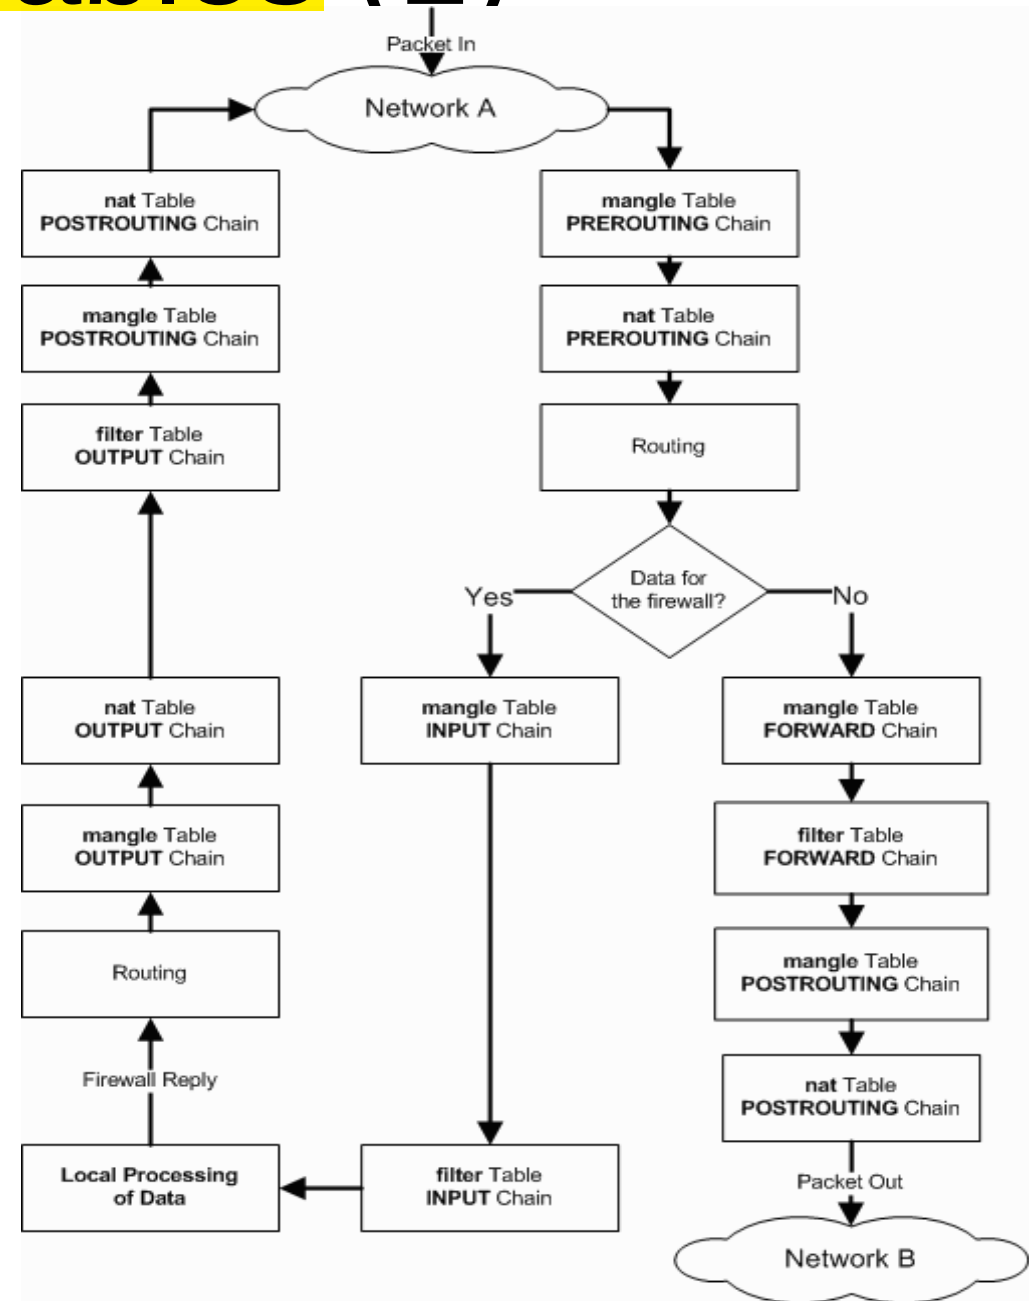 Packet In
Network A
nat Table
POSTROUTING Chain
mangle Table
PREROUTING Chain
mangle Table
POSTROUTING Chain
nat Table
PREROUTING Chain
filter Table
OUTPUT Chain
Routing
Data for
the firewall?
Yes
No
nat Table
OUTPUT Chain
mangle Table
INPUT Chain
mangle Table
FORWARD Chain
mangle Table
OUTPUT Chain
filter Table
FORWARD Chain
Routing
mangle Table
POSTROUTING Chain
Firewall Reply
nat Table
POSTROUTING Chain
Local Processing
of Data
filter Table
INPUT Chain
Packet Out
Network B